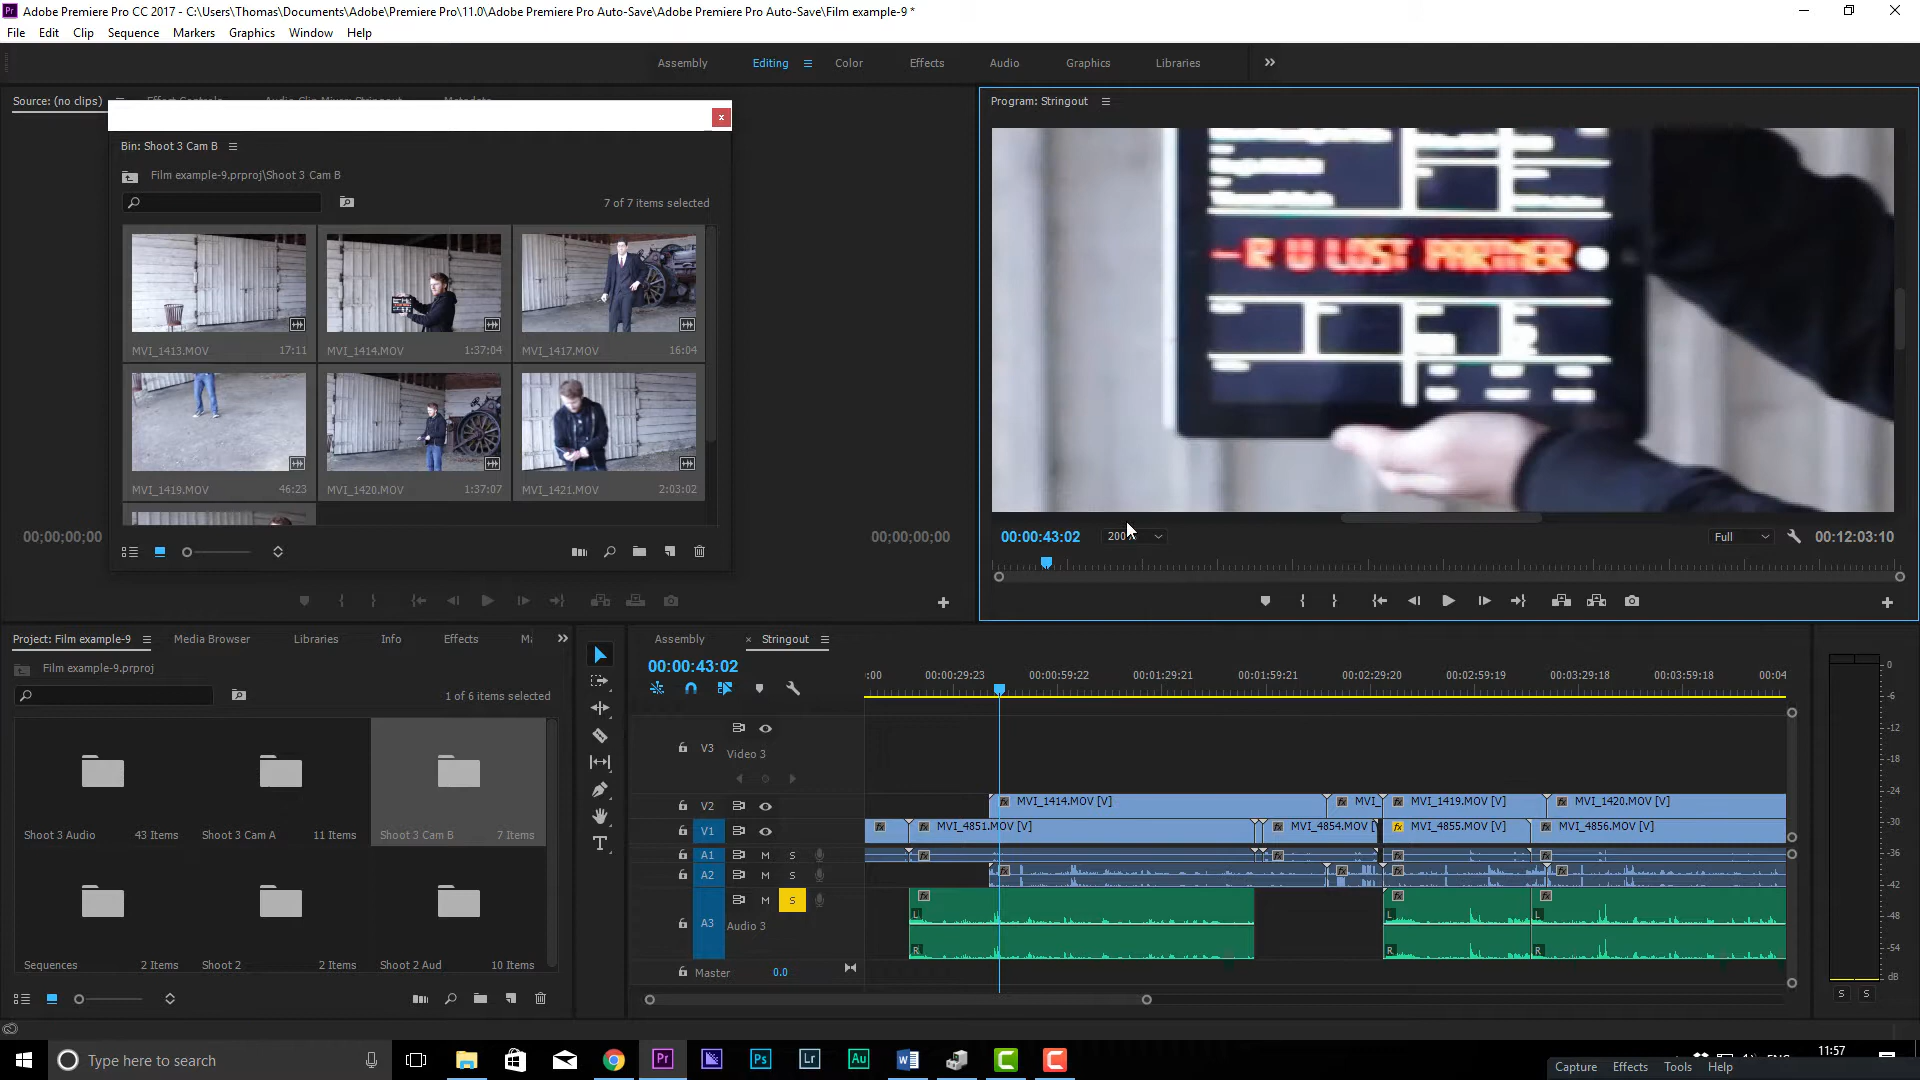 Adobe Premiere Pro CC 2017 - C:\Users\Thomas\Documents\Adobe\Premiere Pro\11.0\Adobe Premiere Pro Auto-Save\Adobe Premiere Pro Auto-Save\Film example-9 *
File Edit Clip Sequence Markers Graphics Window Help
Assembly Editing Color Effects Audio Graphics Libraries
Source: (no clips)
Program: Stringout
Bin: Shoot 3 Cam B
Film example-9.prproj\Shoot 3 Cam B
7 of 7 items selected
MVI_1413.MOV 17:11
MVI_1414.MOV 1:37:04
MVI_1417.MOV 16:04
MVI_1419.MOV 46:23
MVI_1420.MOV 1:37:07
MVI_1421.MOV 2:03:02
R U LOST PARTNER
00;00;00;00
00;00;00;00
00:00:43:02
200%
Full
00:12:03:10
Project: Film example-9 Media Browser Libraries Info Effects
Film example-9.prproj
1 of 6 items selected
Shoot 3 Audio 43 Items
Shoot 3 Cam A 11 Items
Shoot 3 Cam B 7 Items
Sequences 2 Items
Shoot 2 2 Items
Shoot 2 Aud 10 Items
Assembly × Stringout
00:00:43:02
:00 00:00:29:23 00:00:59:22 00:01:29:21 00:01:59:21 00:02:29:20 00:02:59:19 00:03:29:18 00:03:59:18 00:04
V3 Video 3
V2 MVI_1414.MOV [V] MVI_ MVI_1419.MOV [V] MVI_1420.MOV [V]
V1 MVI_4851.MOV [V] MVI_4854.MOV [V MVI_4855.MOV [V] MVI_4856.MOV [V]
A1 M S
A2 M S
M S
A3 Audio 3
L L L
R R R
Master 0.0
0
-6
-12
-18
-24
-30
-36
-42
-48
-54
dB
S S
Type here to search
Pr Ps Lr Au
11:57
Capture Effects Tools Help